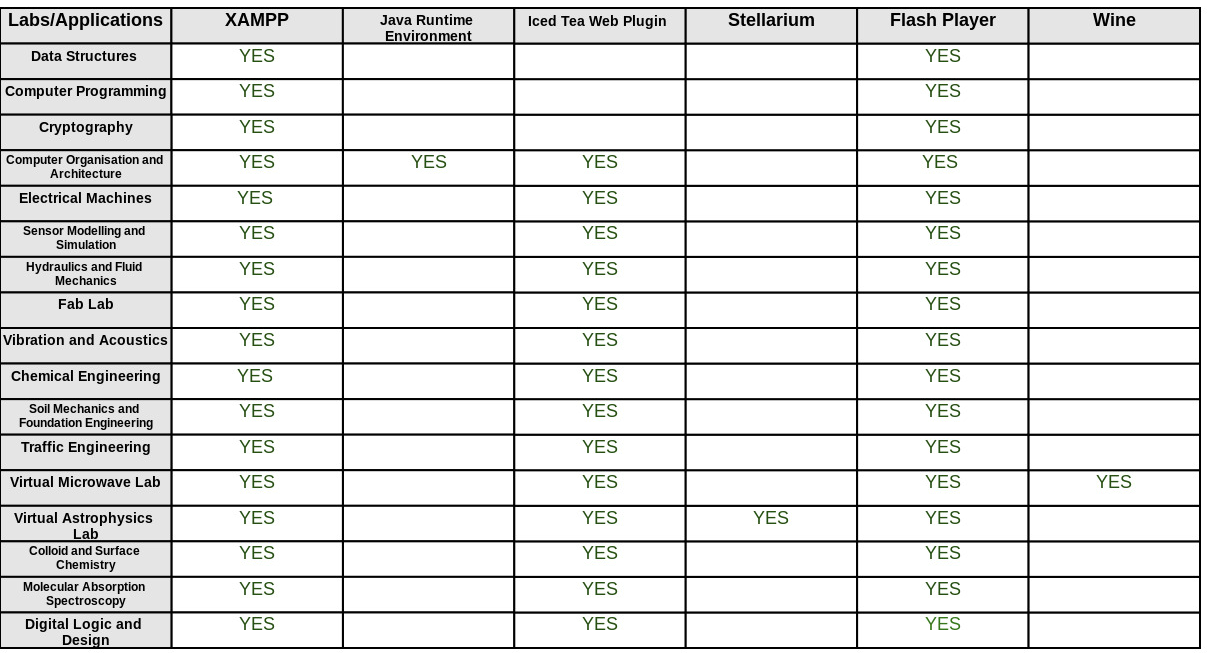 Labs/Applications XAMPP Java Runtime Environment Iced Tea Web Plugin Stellarium Flash Player Wine
Data Structures YES YES
Computer Programming YES YES
Cryptography YES YES
Computer Organisation and Architecture YES YES YES YES
Electrical Machines YES YES YES
Sensor Modelling and Simulation YES YES YES
Hydraulics and Fluid Mechanics YES YES YES
Fab Lab YES YES YES
Vibration and Acoustics YES YES YES
Chemical Engineering YES YES YES
Soil Mechanics and Foundation Engineering YES YES YES
Traffic Engineering YES YES YES
Virtual Microwave Lab YES YES YES YES
Virtual Astrophysics Lab YES YES YES YES
Colloid and Surface Chemistry YES YES YES
Molecular Absorption Spectroscopy YES YES YES
Digital Logic and Design YES YES YES